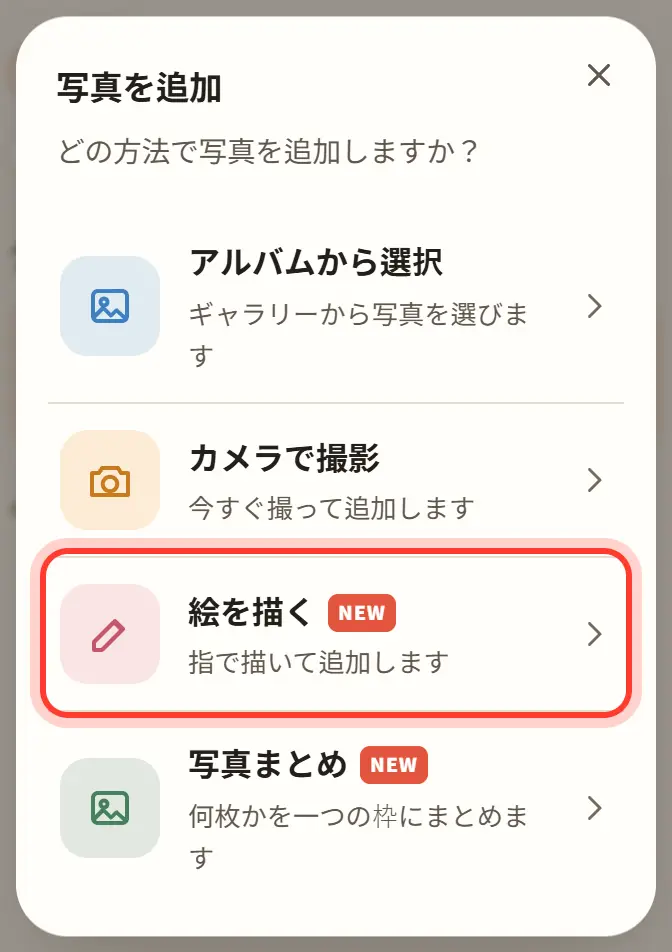 写真を追加
どの方法で写真を追加しますか？
アルバムから選択
ギャラリーから写真を選びま
す
カメラで撮影
今すぐ撮って追加します
絵を描く NEW
指で描いて追加します
写真まとめ NEW
何枚かを一つの枠にまとめま
す